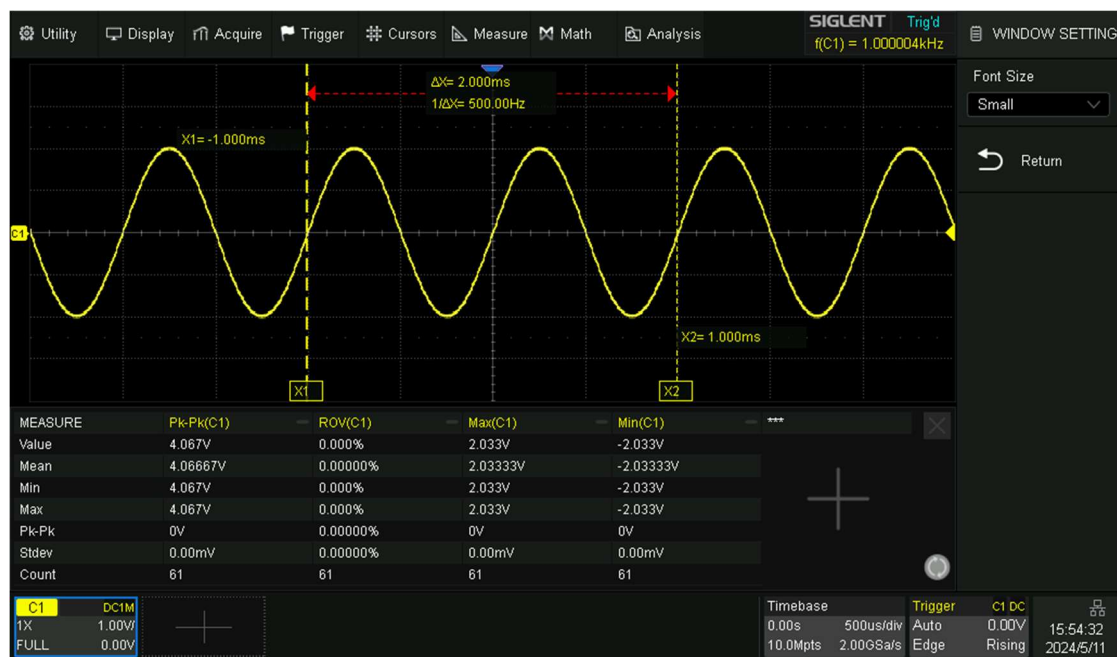 Utility Display Acquire Trigger Cursors Measure Math Analysis
SIGLENT Trig'd
f(C1) = 1.000004kHz
WINDOW SETTING
Font Size
Small
Return
ΔX= 2.000ms
1/ΔX= 500.00Hz
X1= -1.000ms
C1
X2= 1.000ms
X1 X2
MEASURE Pk-Pk(C1) ROV(C1) Max(C1) Min(C1) ***
Value 4.067V 0.000% 2.033V -2.033V
Mean 4.06667V 0.00000% 2.03333V -2.03333V
Min 4.067V 0.000% 2.033V -2.033V
Max 4.067V 0.000% 2.033V -2.033V
Pk-Pk 0V 0.00000% 0V 0V
Stdev 0.00mV 0.00000% 0.00mV 0.00mV
Count 61 61 61 61
C1 DC1M
1X 1.00V/
FULL 0.00V
Timebase
0.00s 500us/div
10.0Mpts 2.00GSa/s
Trigger C1 DC
Auto 0.00V
Edge Rising
15:54:32
2024/5/11